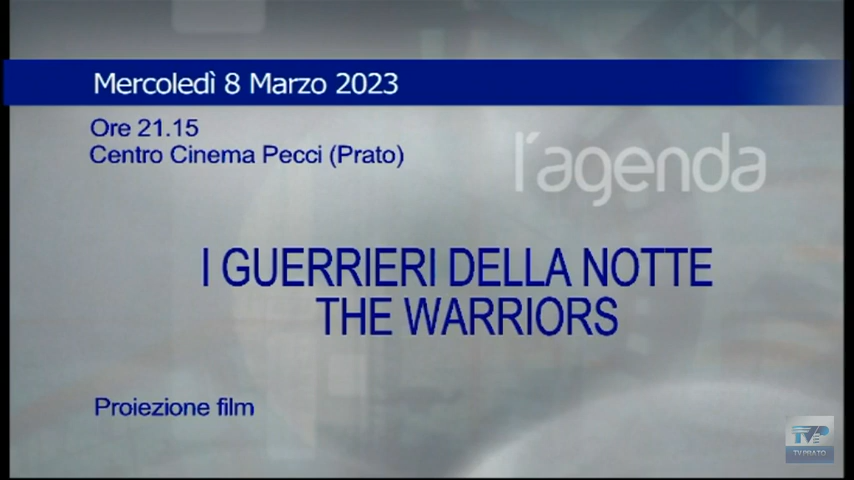 Mercoledì 8 Marzo 2023
Ore 21.15
Centro Cinema Pecci (Prato)
l'agenda
I GUERRIERI DELLA NOTTE
THE WARRIORS
Proiezione film
TVP
TV PRATO